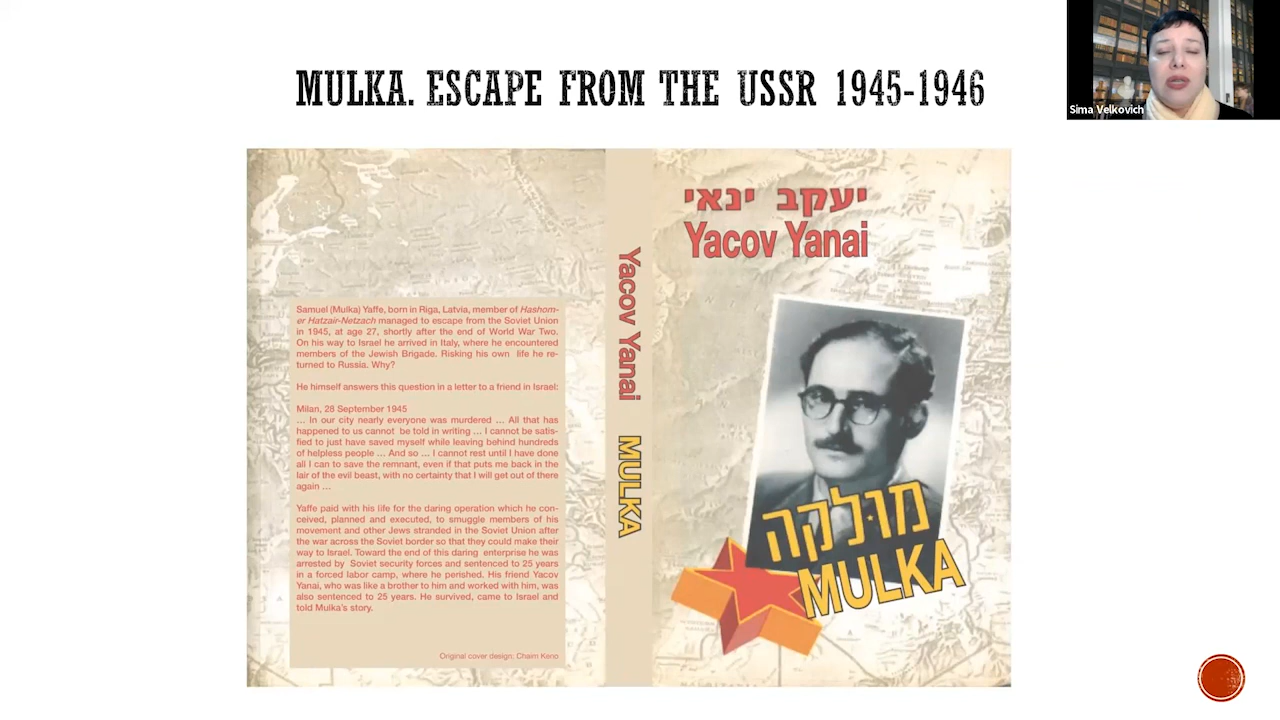 MULKA. ESCAPE FROM THE USSR 1945-1946
Sima Velkovich
Samuel (Mulka) Yaffe, born in Riga, Latvia, member of Hashom-
er Hatzair-Netzach managed to escape from the Soviet Union
in 1945, at age 27, shortly after the end of World War Two.
On his way to Israel he arrived in Italy, where he encountered
members of the Jewish Brigade. Risking his own life he re-
turned to Russia. Why?
He himself answers this question in a letter to a friend in Israel:
Milan, 28 September 1945
... In our city nearly everyone was murdered ... All that has
happened to us cannot be told in writing ... I cannot be satis-
fied to just have saved myself while leaving behind hundreds
of helpless people ... And so ... I cannot rest until I have done
all I can to save the remnant, even if that puts me back in the
lair of the evil beast, with no certainty that I will get out of there
again ...
Yaffe paid with his life for the daring operation which he con-
ceived, planned and executed, to smuggle members of his
movement and other Jews stranded in the Soviet Union after
the war across the Soviet border so that they could make their
way to Israel. Toward the end of this daring enterprise he was
arrested by Soviet security forces and sentenced to 25 years
in a forced labor camp, where he perished. His friend Yacov
Yanai, who was like a brother to him and worked with him, was
also sentenced to 25 years. He survived, came to Israel and
told Mulka's story.
Original cover design: Chaim Keno
Yacov Yanai MULKA
יעקב ינאי
Yacov Yanai
מולקה
MULKA